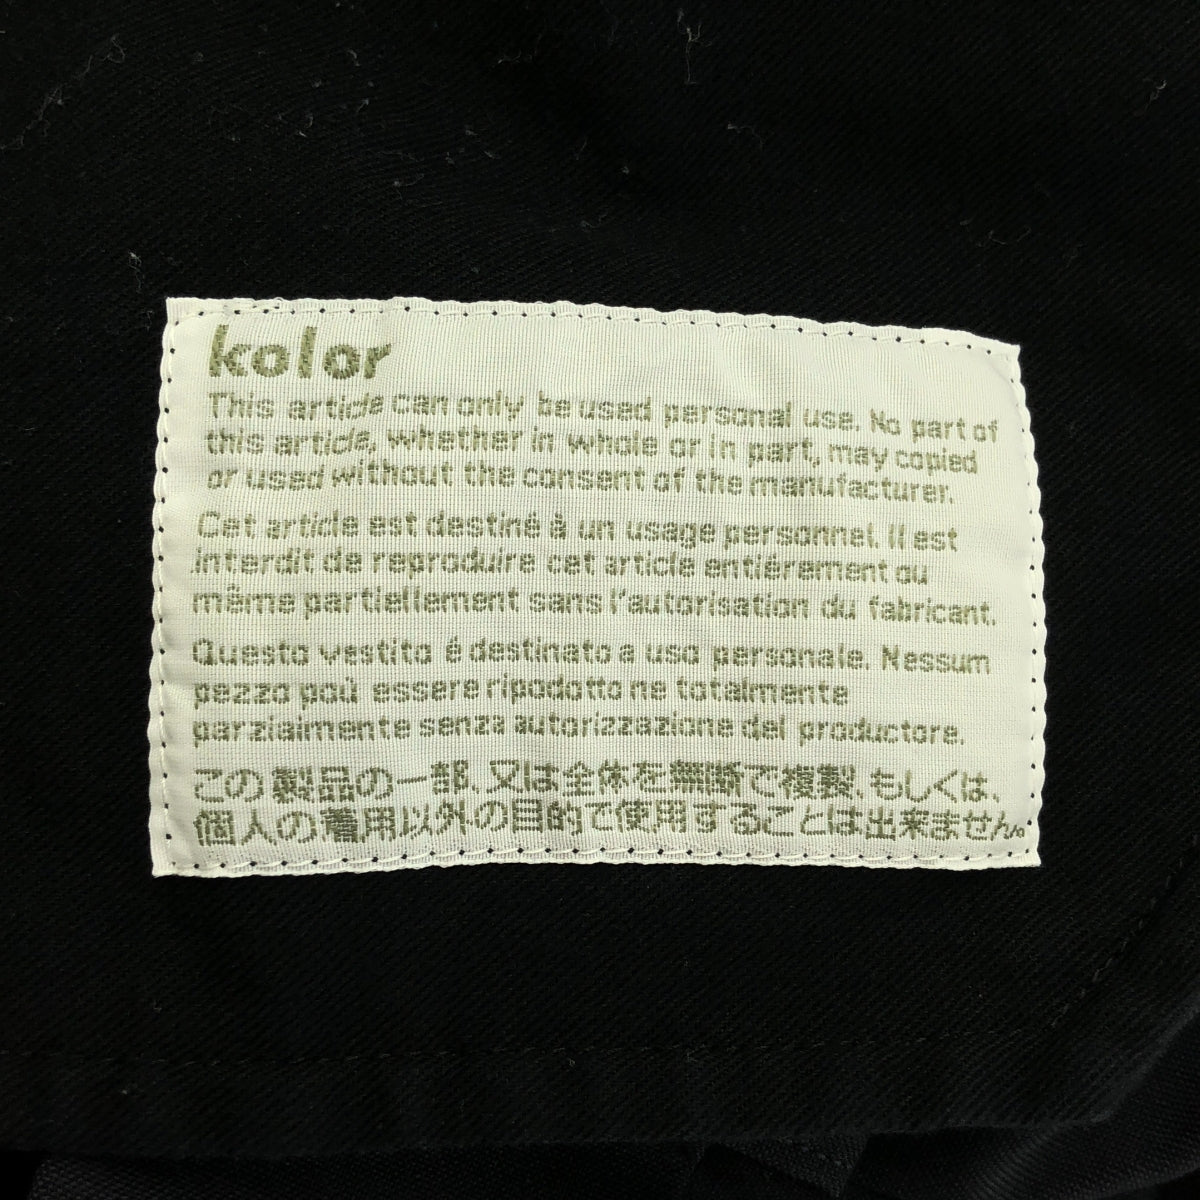 kolor
This article can only be used personal use. No part of
this article, whether in whole or in part, may copied
or used without the consent of the manufacturer.
Cet article est destiné à un usage personnel. Il est
interdit de reproduire cet article entiérement ou
même partiellement sans l'autorisation du fabricant.
Questo vestito é destinato a uso personale. Nessum
pezzo poù essere ripodotto ne totalmente
parzialmente senza autorizzazione del productore.
この製品の一部、又は全体を無断で複製、もしくは、
個人の着用以外の目的で使用することは出来ません。